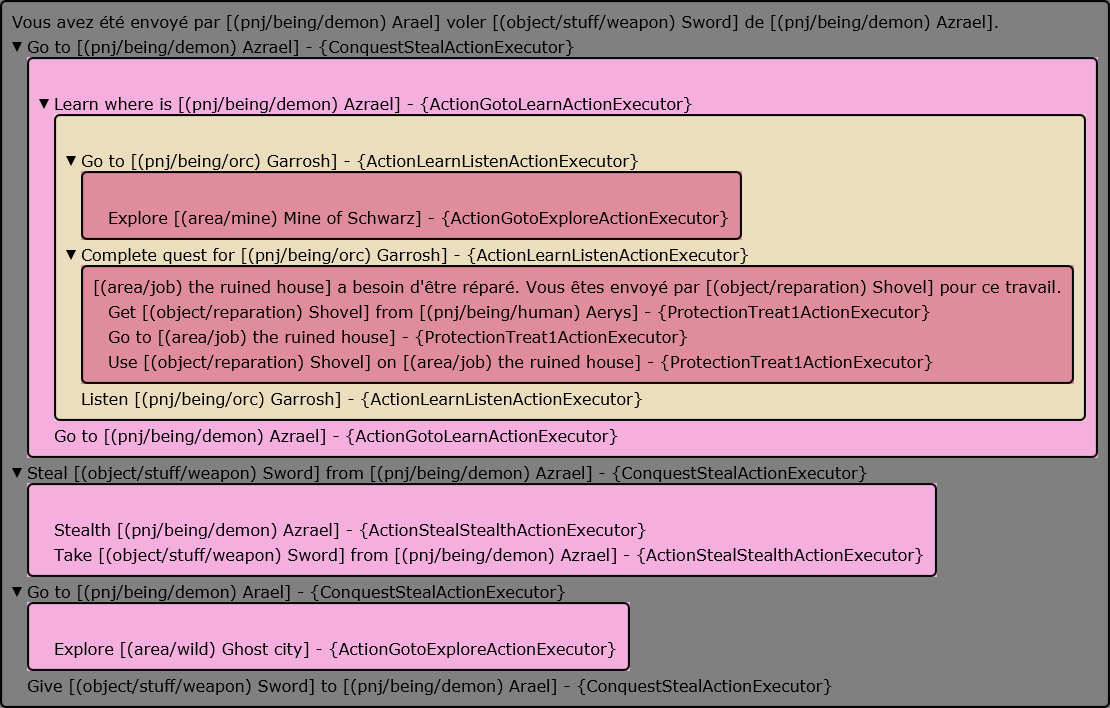 Vous avez été envoyé par [(pnj/being/demon) Arael] voler [(object/stuff/weapon) Sword] de [(pnj/being/demon) Azrael].
▼ Go to [(pnj/being/demon) Azrael] - {ConquestStealActionExecutor}
▼ Learn where is [(pnj/being/demon) Azrael] - {ActionGotoLearnActionExecutor}
▼ Go to [(pnj/being/orc) Garrosh] - {ActionLearnListenActionExecutor}
Explore [(area/mine) Mine of Schwarz] - {ActionGotoExploreActionExecutor}
▼ Complete quest for [(pnj/being/orc) Garrosh] - {ActionLearnListenActionExecutor}
[(area/job) the ruined house] a besoin d'être réparé. Vous êtes envoyé par [(object/reparation) Shovel] pour ce travail.
Get [(object/reparation) Shovel] from [(pnj/being/human) Aerys] - {ProtectionTreat1ActionExecutor}
Go to [(area/job) the ruined house] - {ProtectionTreat1ActionExecutor}
Use [(object/reparation) Shovel] on [(area/job) the ruined house] - {ProtectionTreat1ActionExecutor}
Listen [(pnj/being/orc) Garrosh] - {ActionLearnListenActionExecutor}
Go to [(pnj/being/demon) Azrael] - {ActionGotoLearnActionExecutor}
▼ Steal [(object/stuff/weapon) Sword] from [(pnj/being/demon) Azrael] - {ConquestStealActionExecutor}
Stealth [(pnj/being/demon) Azrael] - {ActionStealStealthActionExecutor}
Take [(object/stuff/weapon) Sword] from [(pnj/being/demon) Azrael] - {ActionStealStealthActionExecutor}
▼ Go to [(pnj/being/demon) Arael] - {ConquestStealActionExecutor}
Explore [(area/wild) Ghost city] - {ActionGotoExploreActionExecutor}
Give [(object/stuff/weapon) Sword] to [(pnj/being/demon) Arael] - {ConquestStealActionExecutor}